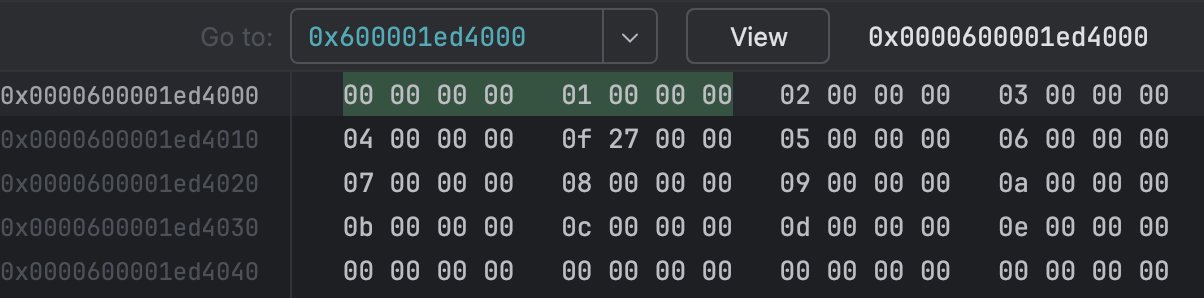 Go to: 0x600001ed4000 View 0x0000600001ed4000
0x0000600001ed4000 00 00 00 00 01 00 00 00 02 00 00 00 03 00 00 00
0x0000600001ed4010 04 00 00 00 0f 27 00 00 05 00 00 00 06 00 00 00
0x0000600001ed4020 07 00 00 00 08 00 00 00 09 00 00 00 0a 00 00 00
0x0000600001ed4030 0b 00 00 00 0c 00 00 00 0d 00 00 00 0e 00 00 00
0x0000600001ed4040 00 00 00 00 00 00 00 00 00 00 00 00 00 00 00 00